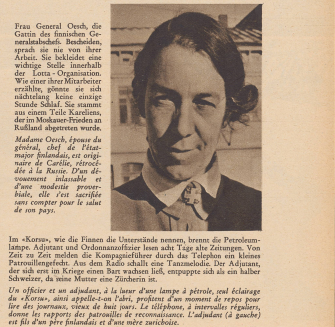 Frau General Oesch, die
Gattin des finnischen Ge-
neralstabschefs. Bescheiden,
sprach sie nie von ihrer
Arbeit. Sie bekleidet eine
wichtige Stelle innerhalb
der Lotta-Organisation.
Wie einer ihrer Mitarbeiter
erzählte, gönnte sie sich
nächtelang keine einzige
Stunde Schlaf. Sie stammt
aus einem Teile Kareliens,
der im Moskauer-Frieden an
Rußland abgetreten wurde.
Madame Oesch, épouse du
général, chef de l'état-
major finlandais, est origi-
naire de Carélie, rétrocé-
dée à la Russie. D'un dé-
vouement inlassable et
d'une modestie prover-
biale, elle s'est sacrifiée
sans compter pour le salut
de son pays.
Im «Korsu», wie die Finnen die Unterstände nennen, brennt die Petroleum-
lampe. Adjutant und Ordonnanzoffizier lesen acht Tage alte Zeitungen. Von
Zeit zu Zeit melden die Kompagnieführer durch das Telephon ein kleines
Patrouillengefecht. Aus dem Radio schallt eine Tanzmelodie. Der Adjutant,
der sich erst im Kriege einen Bart wachsen ließ, entpuppte sich als ein halber
Schweizer, da seine Mutter eine Zürcherin ist.
Un officier et un adjudant, à la lueur d'une lampe à pétrole, seul éclairage
du «Korsu», ainsi appelle-t-on l'abri, profitent d'un moment de repos pour
lire des journaux, vieux de huit jours. Le téléphone, à intervalles réguliers,
donne les rapports des patrouilles de reconnaissance. L'adjudant (à gauche)
est fils d'un père finlandais et d'une mère zurichoise.